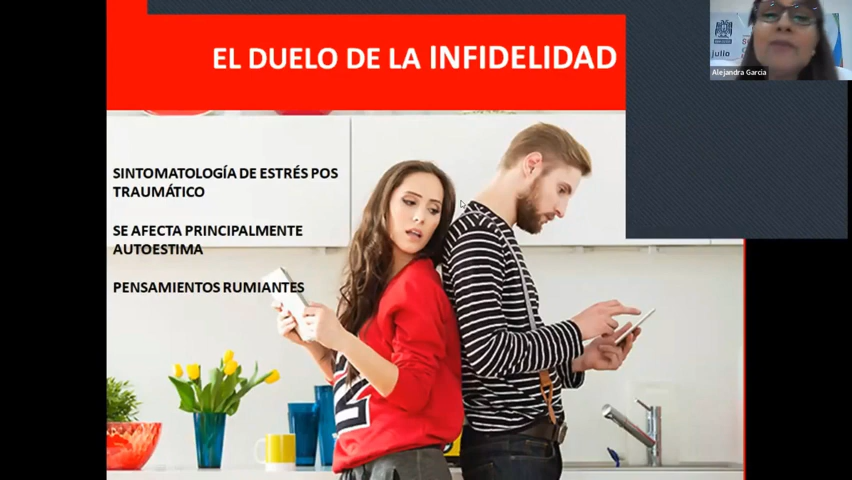 EL DUELO DE LA INFIDELIDAD
SINTOMATOLOGÍA DE ESTRÉS POS
TRAUMÁTICO
SE AFECTA PRINCIPALMENTE
AUTOESTIMA
PENSAMIENTOS RUMIANTES
julio
Alejandra Garcia